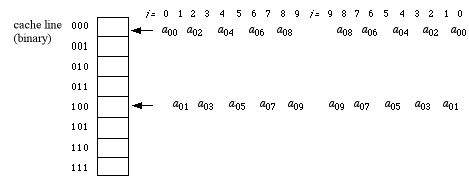 j= 0 1 2 3 4 5 6 7 8 9 j= 9 8 7 6 5 4 3 2 1 0
cache line
(binary)
000 a00 a02 a04 a06 a08 a08 a06 a04 a02 a00
001
010
011
100 a01 a03 a05 a07 a09 a09 a07 a05 a03 a01
101
110
111